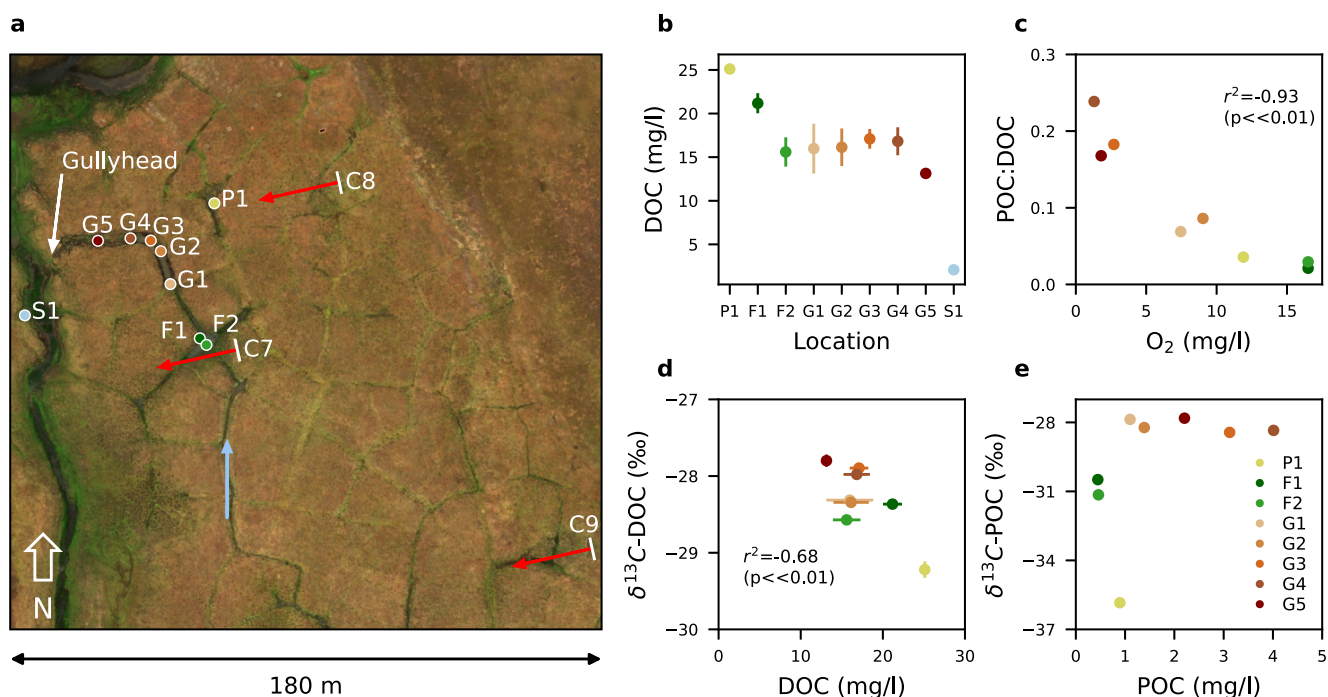 a
Gullyhead
C8
P1
G5
G4
G3
G2
G1
S1
F1
F2
C7
C9
N
180 m
b
DOC (mg/l)
25
20
15
10
5
P1 F1 F2 G1 G2 G3 G4 G5 S1
Location
c
POC:DOC
0.3
0.2
0.1
0.0
r²=-0.93
(p<<0.01)
0 5 10 15
O₂ (mg/l)
d
δ¹³C-DOC (‰)
-27
-28
-29
-30
r²=-0.68
(p<<0.01)
0 10 20 30
DOC (mg/l)
e
δ¹³C-POC (‰)
-28
-31
-34
-37
P1
F1
F2
G1
G2
G3
G4
G5
0 1 2 3 4 5
POC (mg/l)